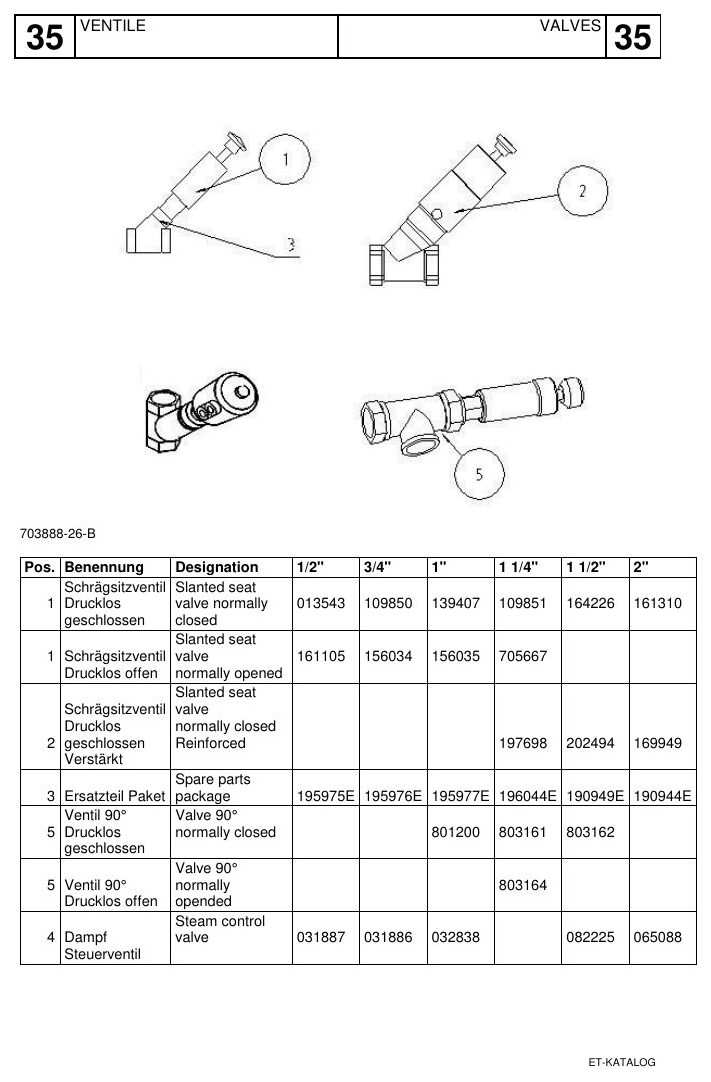 35 VENTILE VALVES 35
1
2
3
5
703888-26-B
Pos. Benennung Designation 1/2" 3/4" 1" 1 1/4" 1 1/2" 2"
Schrägsitzventil Slanted seat
1 Drucklos valve normally 013543 109850 139407 109851 164226 161310
geschlossen closed
Slanted seat
1 Schrägsitzventil valve 161105 156034 156035 705667
Drucklos offen normally opened
Slanted seat
Schrägsitzventil valve
Drucklos normally closed
2 geschlossen Reinforced 197698 202494 169949
Verstärkt
Spare parts
3 Ersatzteil Paket package 195975E 195976E 195977E 196044E 190949E 190944E
Ventil 90° Valve 90°
5 Drucklos normally closed 801200 803161 803162
geschlossen
Valve 90°
5 Ventil 90° normally 803164
Drucklos offen opended
Steam control
4 Dampf valve 031887 031886 032838 082225 065088
Steuerventil
ET-KATALOG